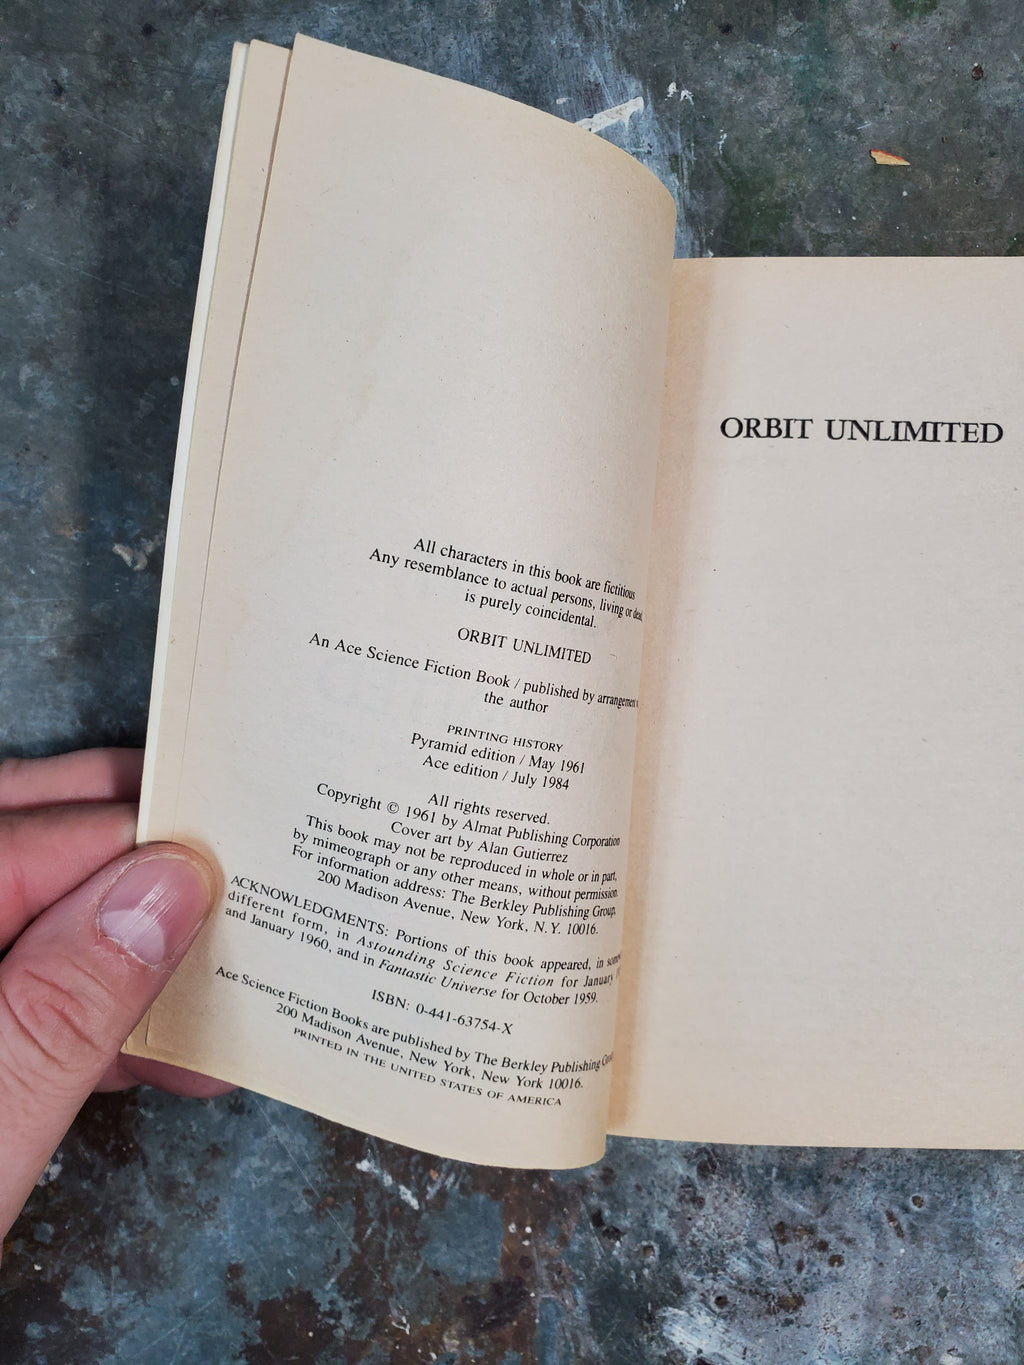 All characters in this book are fictitious
Any resemblance to actual persons, living or dead,
is purely coincidental.
ORBIT UNLIMITED
An Ace Science Fiction Book / published by arrangement
the author
PRINTING HISTORY
Pyramid edition / May 1961
Ace edition / July 1984
All rights reserved.
Copyright © 1961 by Almat Publishing Corporation
Cover art by Alan Gutierrez
This book may not be reproduced in whole or in part,
by mimeograph or any other means, without permission.
For information address: The Berkley Publishing Group,
200 Madison Avenue, New York, N.Y. 10016.
ACKNOWLEDGMENTS: Portions of this book appeared, in
different form, in Astounding Science Fiction for January
and January 1960, and in Fantastic Universe for October 1959.
ISBN: 0-441-63754-X
Ace Science Fiction Books are published by The Berkley Publishing
200 Madison Avenue, New York, New York 10016.
PRINTED IN THE UNITED STATES OF AMERICA
ORBIT UNLIMITED